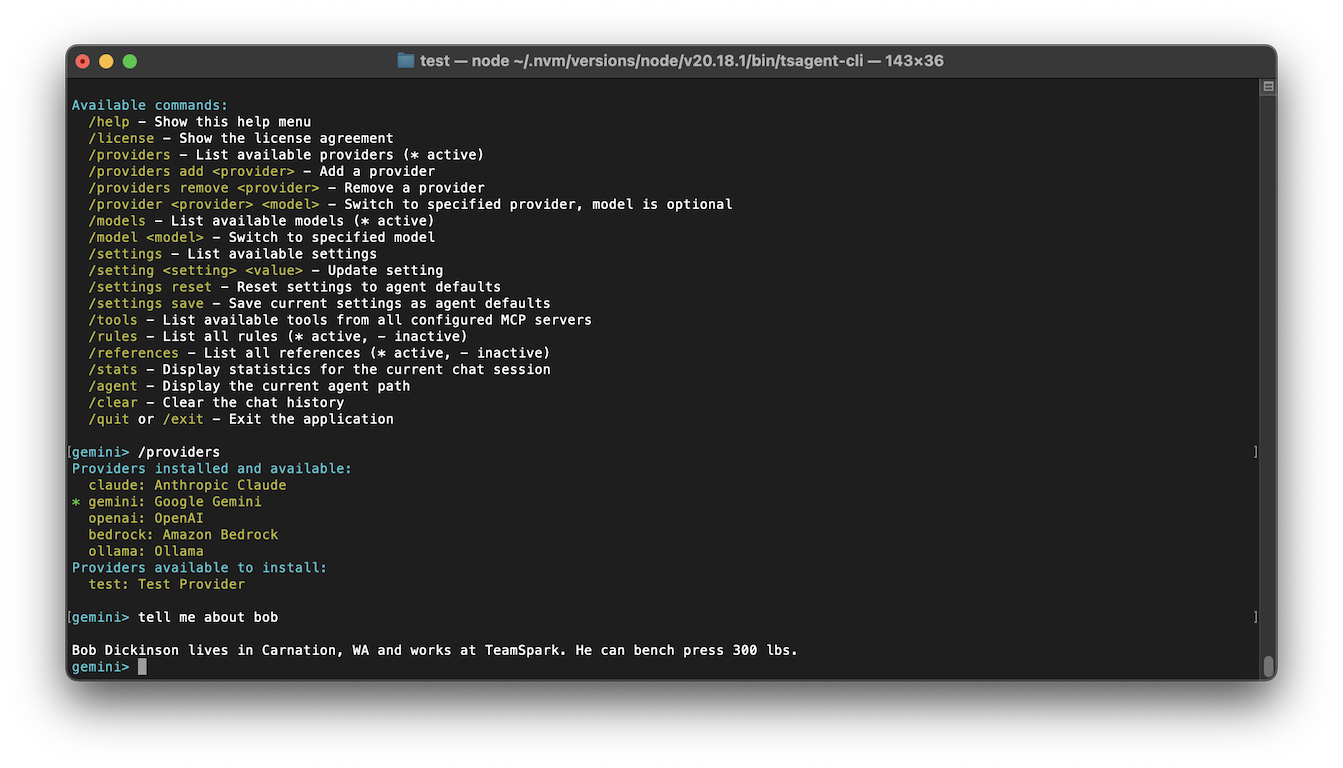 test — node ~/.nvm/versions/node/v20.18.1/bin/tsagent-cli — 143×36
Available commands:
/help – Show this help menu
/license – Show the license agreement
/providers – List available providers (* active)
/providers add <provider> – Add a provider
/providers remove <provider> – Remove a provider
/provider <provider> <model> – Switch to specified provider, model is optional
/models – List available models (* active)
/model <model> – Switch to specified model
/settings – List available settings
/setting <setting> <value> – Update setting
/settings reset – Reset settings to agent defaults
/settings save – Save current settings as agent defaults
/tools – List available tools from all configured MCP servers
/rules – List all rules (* active, – inactive)
/references – List all references (* active, – inactive)
/stats – Display statistics for the current chat session
/agent – Display the current agent path
/clear – Clear the chat history
/quit or /exit – Exit the application
[gemini> /providers ]
Providers installed and available:
claude: Anthropic Claude
* gemini: Google Gemini
openai: OpenAI
bedrock: Amazon Bedrock
ollama: Ollama
Providers available to install:
test: Test Provider
[gemini> tell me about bob ]
Bob Dickinson lives in Carnation, WA and works at TeamSpark. He can bench press 300 lbs.
gemini>